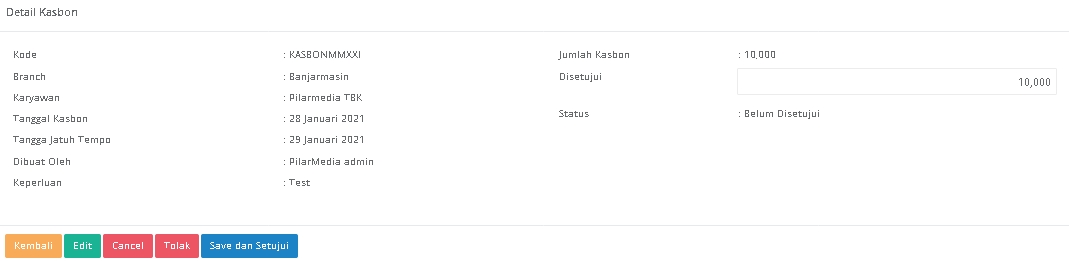 Detail Kasbon
Kode : KASBONMMXXI
Branch : Banjarmasin
Karyawan : Pilarmedia TBK
Tanggal Kasbon : 28 Januari 2021
Tangga Jatuh Tempo : 29 Januari 2021
Dibuat Oleh : PilarMedia admin
Keperluan : Test
Jumlah Kasbon : 10,000
Disetujui 10,000
Status : Belum Disetujui
Kembali Edit Cancel Tolak Save dan Setujui